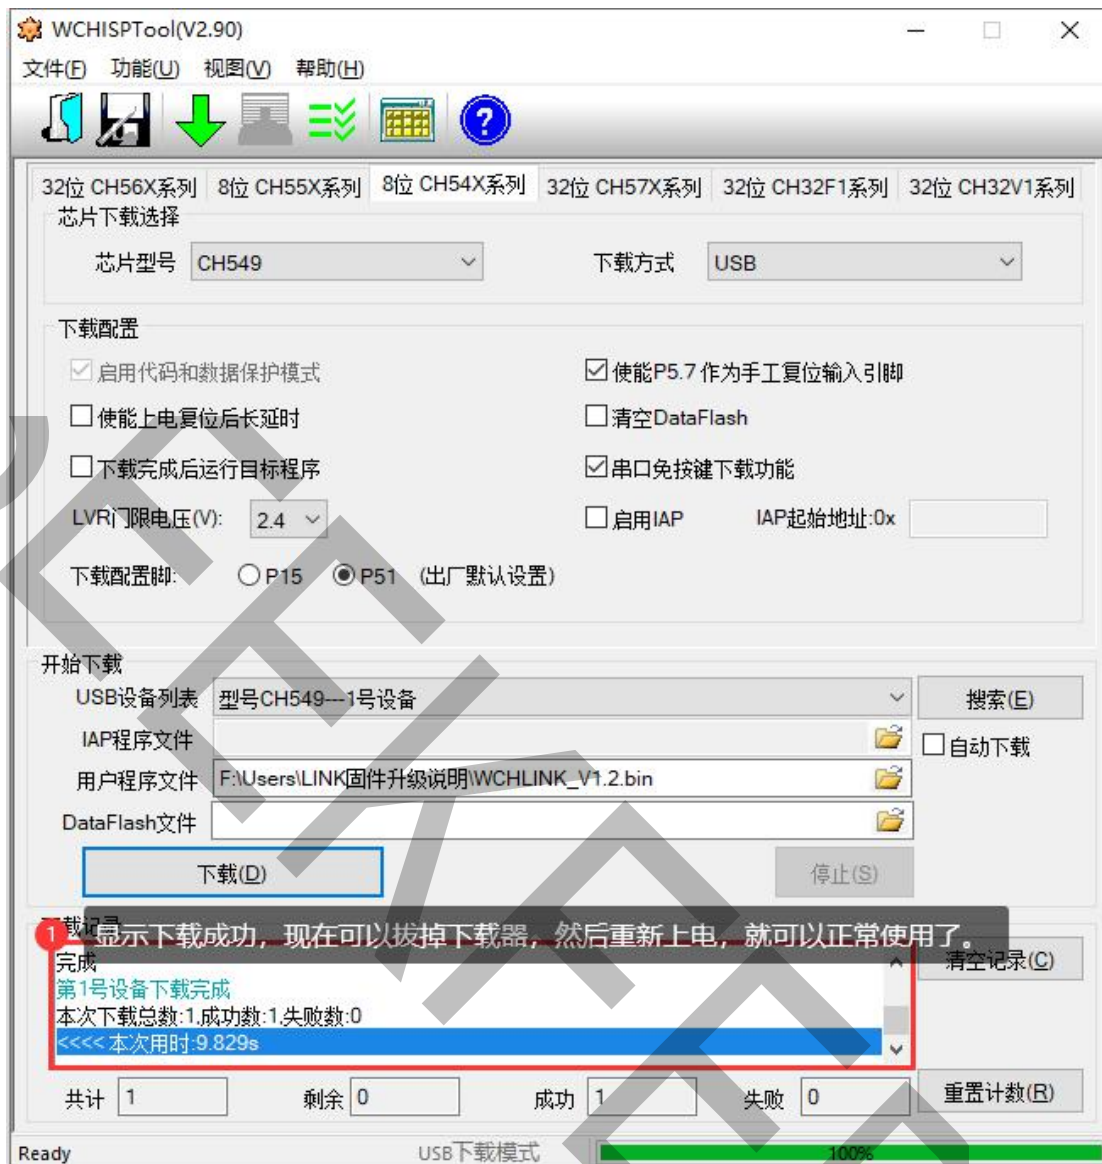 WCHISPTool(V2.90)
文件(F) 功能(U) 视图(V) 帮助(H)
32位 CH56X系列 8位 CH55X系列 8位 CH54X系列 32位 CH57X系列 32位 CH32F1系列 32位 CH32V1系列
芯片下载选择
芯片型号 CH549 下载方式 USB
下载配置
启用代码和数据保护模式 使能P5.7 作为手工复位输入引脚
使能上电复位后长延时 清空DataFlash
下载完成后运行目标程序 串口免按键下载功能
LVR门限电压(V): 2.4 启用IAP IAP起始地址:0x
下载配置脚: P15 P51 (出厂默认设置)
开始下载
USB设备列表 型号CH549---1号设备 搜索(E)
IAP程序文件 自动下载
用户程序文件 F:\Users\LINK固件升级说明\WCHLINK_V1.2.bin
DataFlash文件
下载(D) 停止(S)
下载记录
1 显示下载成功，现在可以拔掉下载器，然后重新上电，就可以正常使用了。
完成 清空记录(C)
第1号设备下载完成
本次下载总数:1,成功数:1,失败数:0
<<<< 本次用时:9.829s
共计 1 剩余 0 成功 1 失败 0 重置计数(R)
Ready USB下载模式 100%